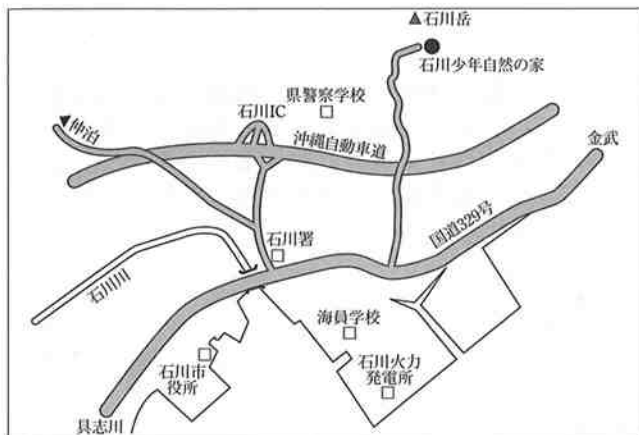 ▲石川岳
石川少年自然の家
県警察学校
石川IC
▼仲泊
沖縄自動車道
金武
国道329号
石川署
石川川
海員学校
石川市
役所
石川火力
発電所
具志川